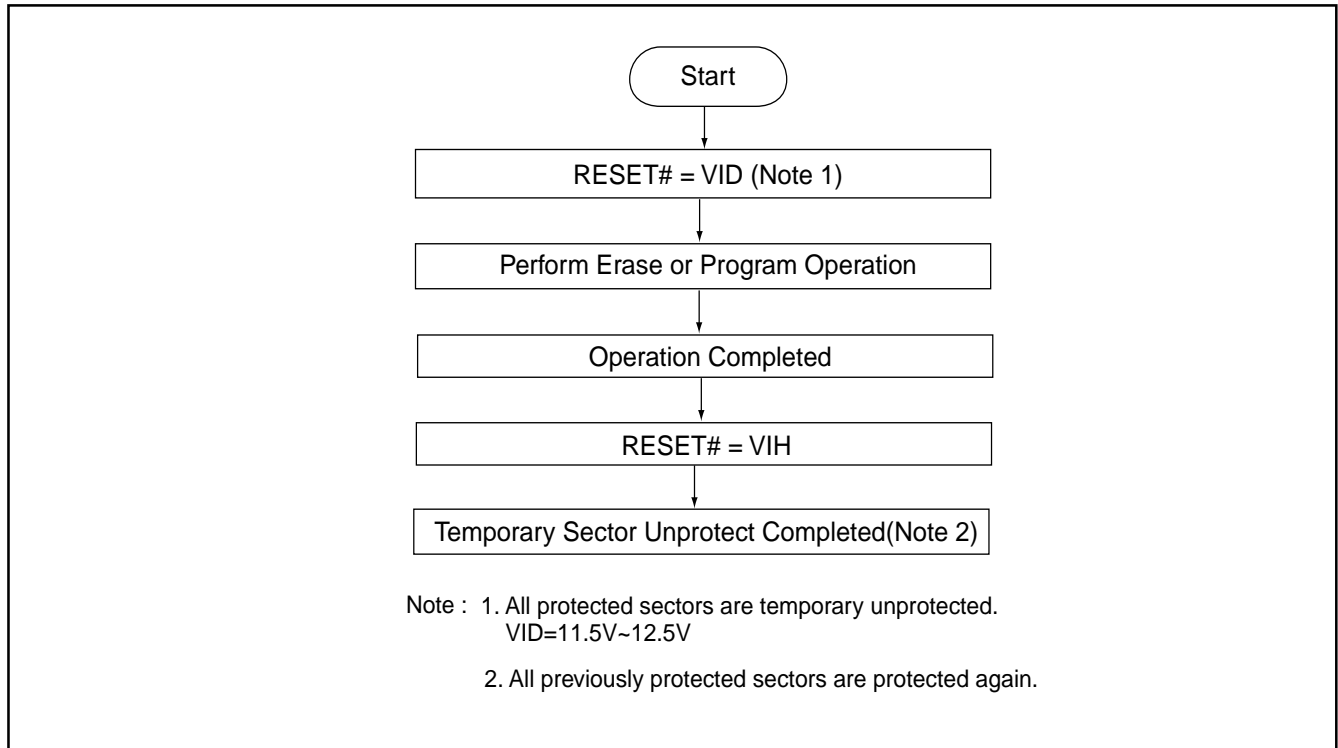 Start
RESET# = VID (Note 1)
Perform Erase or Program Operation
Operation Completed
RESET# = VIH
Temporary Sector Unprotect Completed(Note 2)
Note : 1. All protected sectors are temporary unprotected.
VID=11.5V~12.5V
2. All previously protected sectors are protected again.